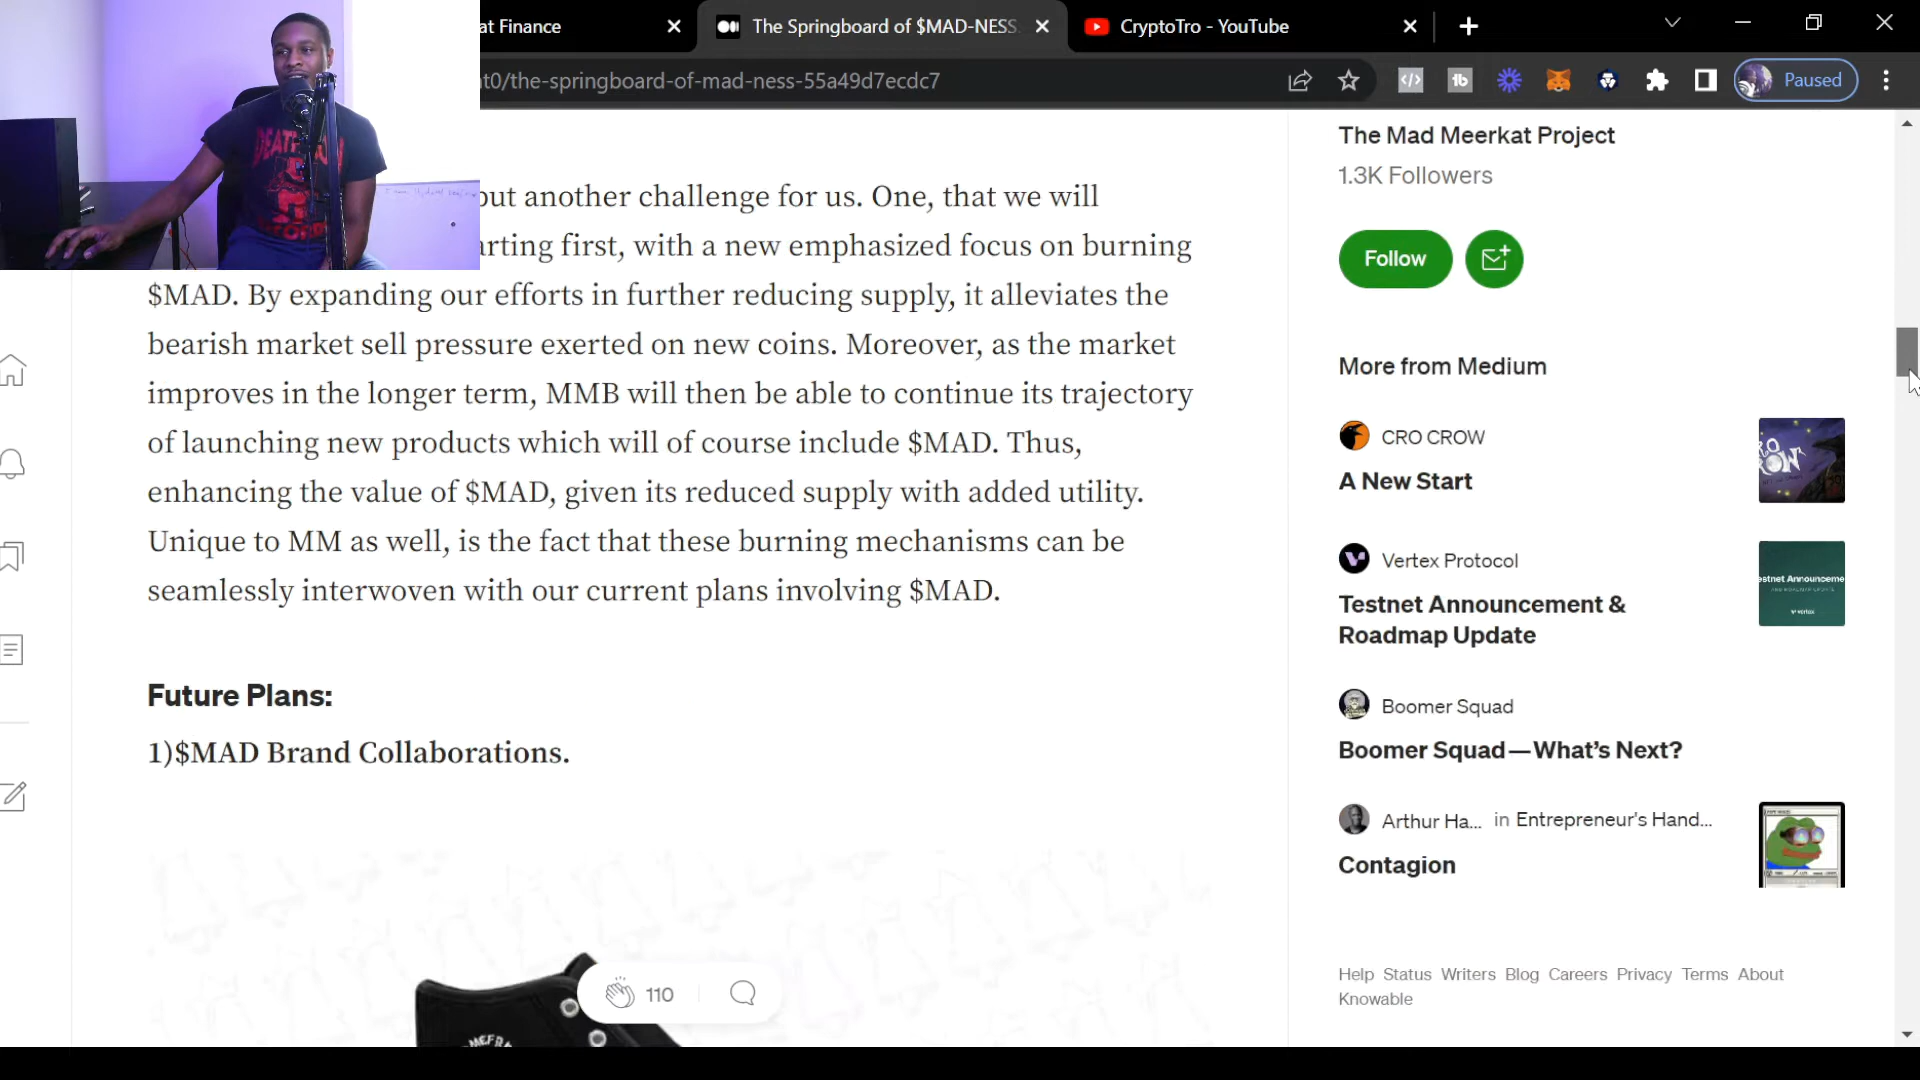 at Finance
The Springboard of $MAD-NESS
CryptoTro - YouTube
t0/the-springboard-of-mad-ness-55a49d7ecdc7
Paused
but another challenge for us. One, that we will
arting first, with a new emphasized focus on burning
$MAD. By expanding our efforts in further reducing supply, it alleviates the
bearish market sell pressure exerted on new coins. Moreover, as the market
improves in the longer term, MMB will then be able to continue its trajectory
of launching new products which will of course include $MAD. Thus,
enhancing the value of $MAD, given its reduced supply with added utility.
Unique to MM as well, is the fact that these burning mechanisms can be
seamlessly interwoven with our current plans involving $MAD.
Future Plans:
1)$MAD Brand Collaborations.
110
The Mad Meerkat Project
1.3K Followers
Follow
More from Medium
CRO CROW
A New Start
Vertex Protocol
Testnet Announcement &
Roadmap Update
estnet Announceme
vertex
Boomer Squad
Boomer Squad—What's Next?
Arthur Ha... in Entrepreneur's Hand...
Contagion
Help Status Writers Blog Careers Privacy Terms About
Knowable